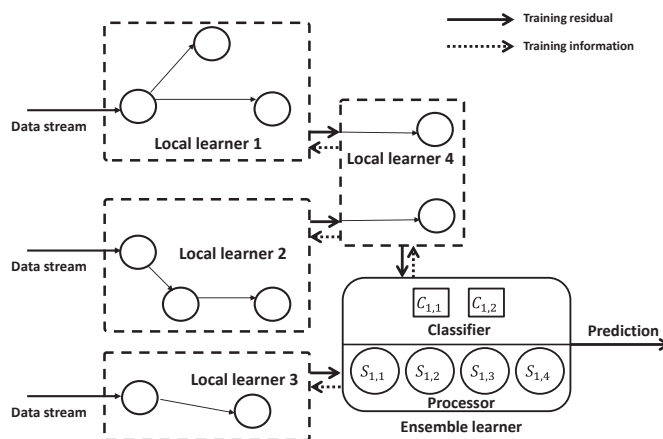 Training residual
Training information
Data stream
Local learner 1
Local learner 4
Local learner 2
Data stream
C1,1 C1,2
Classifier
Prediction
S1,1 S1,2 S1,3 S1,4
Local learner 3
Processor
Data stream
Ensemble learner